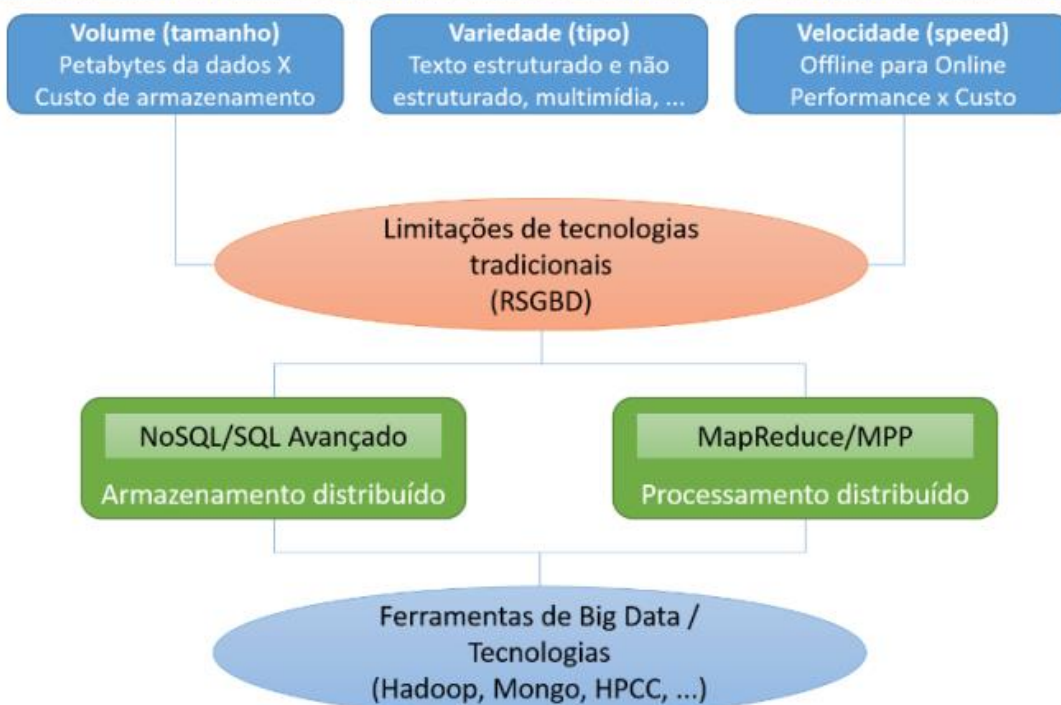 Volume (tamanho)
Petabytes da dados X
Custo de armazenamento
Variedade (tipo)
Texto estruturado e não
estruturado, multimídia, ...
Velocidade (speed)
Offline para Online
Performance x Custo
Limitações de tecnologias
tradicionais
(RSGBD)
NoSQL/SQL Avançado
Armazenamento distribuído
MapReduce/MPP
Processamento distribuído
Ferramentas de Big Data /
Tecnologias
(Hadoop, Mongo, HPCC, ...)